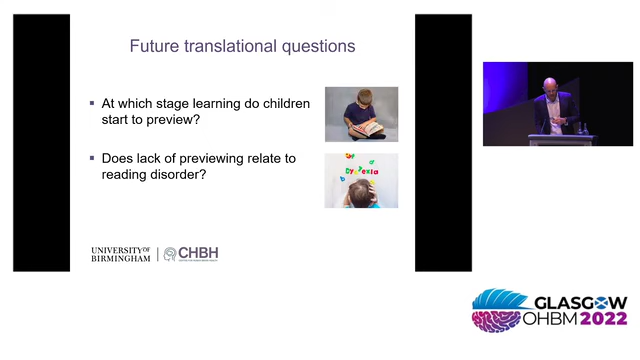 Future translational questions
At which stage learning do children
start to preview?
Does lack of previewing relate to
reading disorder?
Dyslexia
UNIVERSITY OF
BIRMINGHAM
CHBH
GLASGOW
OHBM 2022